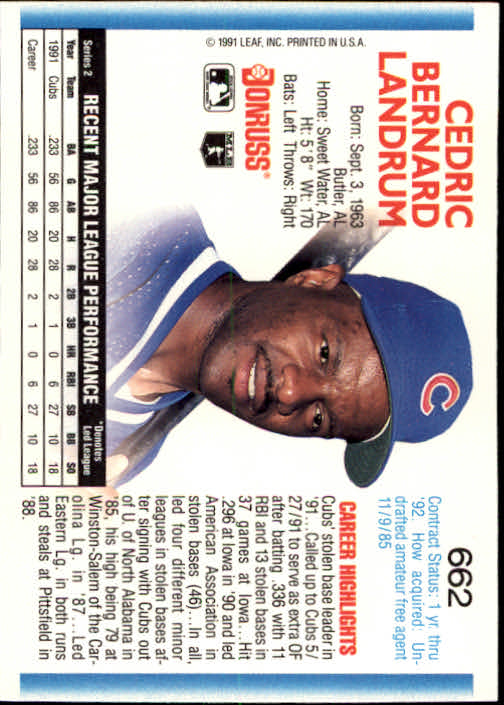 662
CEDRIC
BERNARD
LANDRUM
Born: Sept. 3, 1963
Butler, AL
Home: Sweet Water, AL
Ht: 5' 8" Wt: 170
Bats: Left Throws: Right
DONRUSS
MLB
© 1991 LEAF, INC. PRINTED IN U.S.A.
Contract Status: 1 yr. thru
'92. How acquired: Un-
drafted amateur free agent
11/9/85
CAREER HIGHLIGHTS
Cubs' stolen base leader in
'91...Called up to Cubs 5/
27/91 to serve as extra OF
after batting .336 with 11
RBI and 13 stolen bases in
37 games at Iowa...Hit
.296 at Iowa in '90 and led
American Association in
stolen bases (46)...In all,
led four different minor
leagues in stolen bases af-
ter signing with Cubs out
of U. of North Alabama in
'85, his high being 79 at
Winston-Salem of the Car-
olina Lg. in '87...Led
Eastern Lg. in both runs
and steals at Pittsfield in
'88.
Series 2 RECENT MAJOR LEAGUE PERFORMANCE *Denotes
Led League
Year Team BA G AB H R 2B 3B HR RBI SB BB SO
1991 Cubs .233 56 86 20 28 2 1 0 6 27 10 18
Career .233 56 86 20 28 2 1 0 6 27 10 18
C